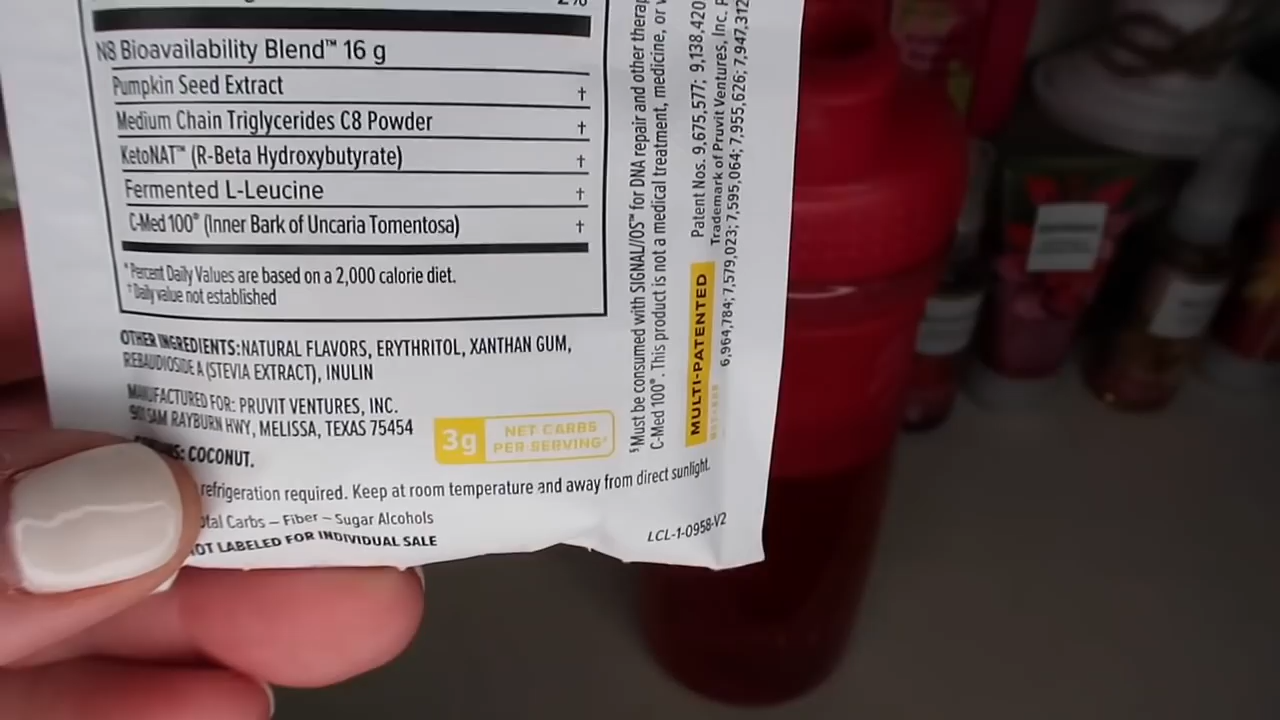 2%
N8 Bioavailability Blend™ 16 g
Pumpkin Seed Extract †
Medium Chain Triglycerides C8 Powder †
KetoNAT™ (R-Beta Hydroxybutyrate) †
Fermented L-Leucine †
C-Med 100® (Inner Bark of Uncaria Tomentosa) †
*Percent Daily Values are based on a 2,000 calorie diet.
†Daily value not established
OTHER INGREDIENTS: NATURAL FLAVORS, ERYTHRITOL, XANTHAN GUM,
REBAUDIOSIDE A (STEVIA EXTRACT), INULIN
MANUFACTURED FOR: PRUVIT VENTURES, INC.
901 SAM RAYBURN HWY, MELISSA, TEXAS 75454
COCONUT.
3g NET CARBS
PER SERVING
refrigeration required. Keep at room temperature and away from direct sunlight.
Carbs – Fiber – Sugar Alcohols
LABELED FOR INDIVIDUAL SALE
LCL-1-0958-V2
§Must be consumed with SIGNAL//OS™ for DNA repair and other
C-Med 100®. This product is not a medical treatment, medicine, or
MULTI-PATENTED
Patent Nos. 9,675,577; 9,138,420
Trademark of Pruvit Ventures, Inc.
6,964,784; 7,579,023; 7,595,064; 7,955,626; 7,947,312